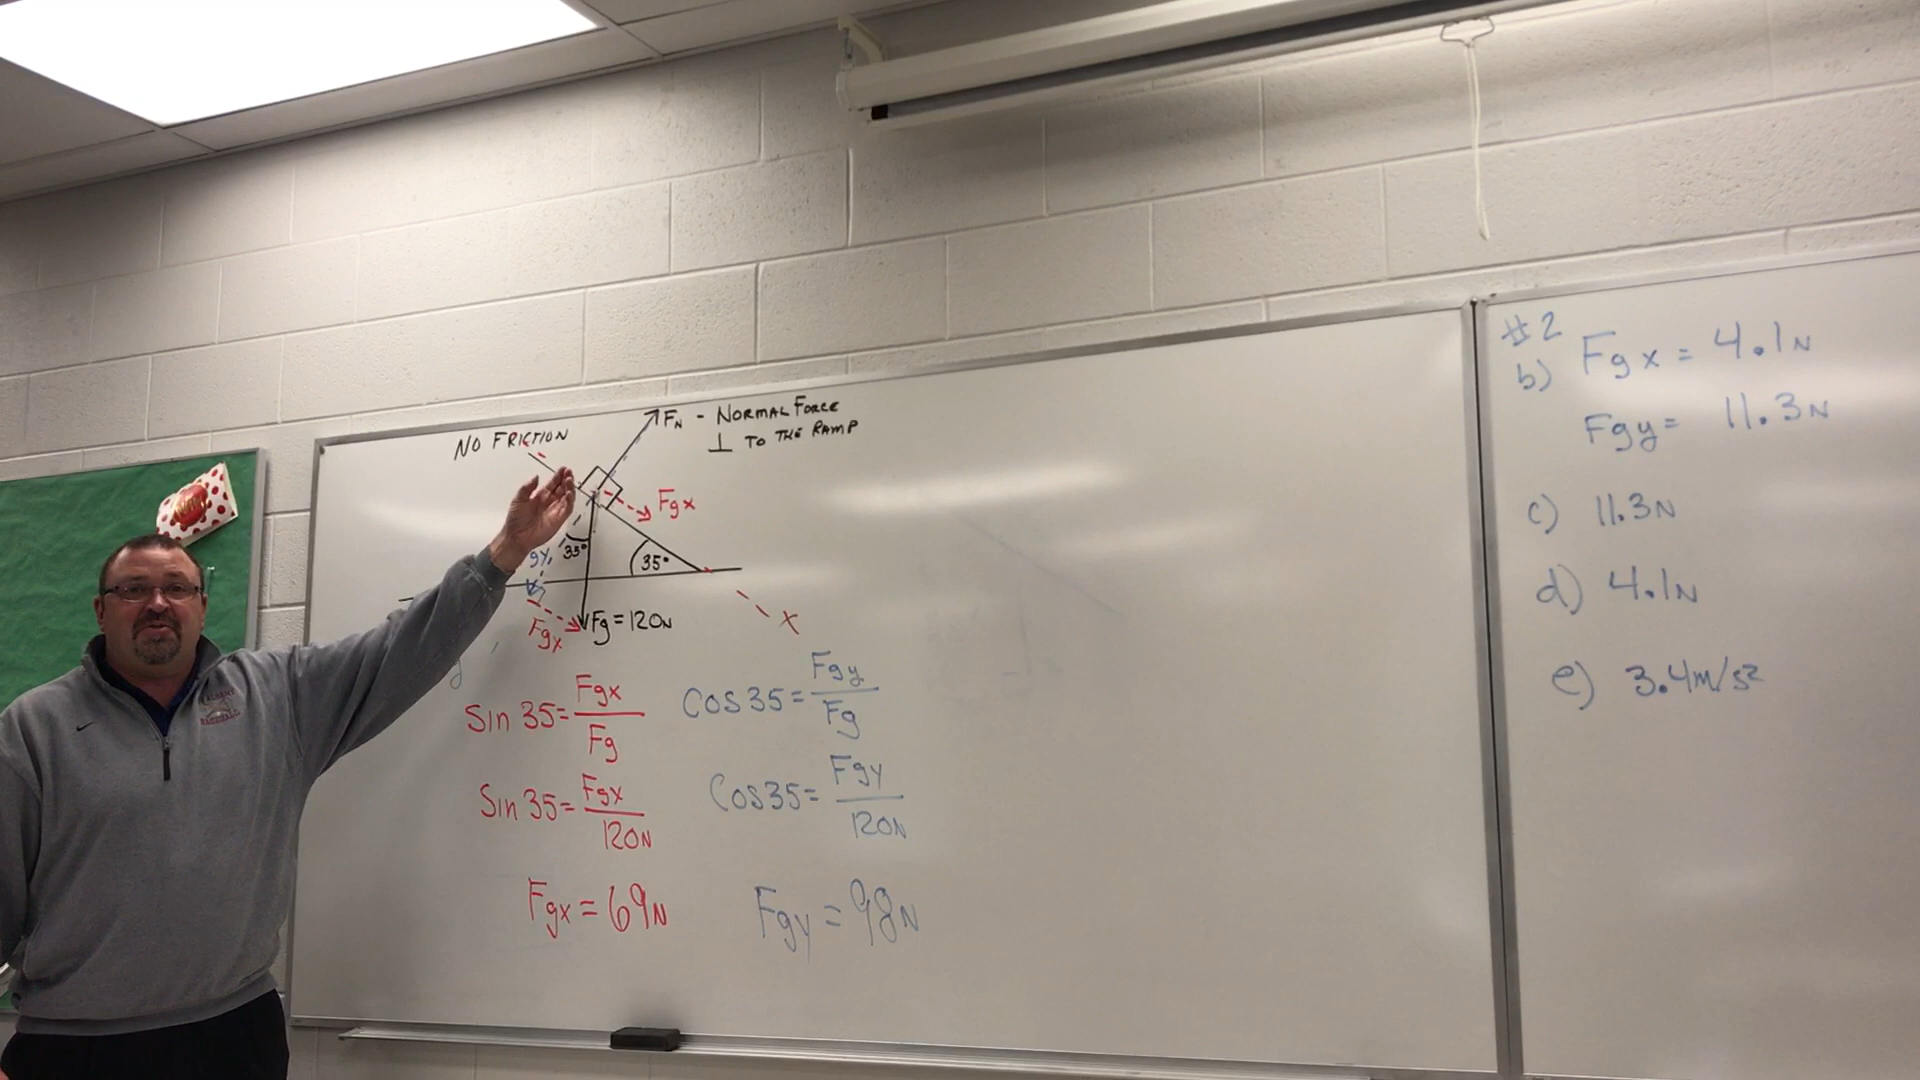 NO FRICTION
FN - NORMAL FORCE
⊥ TO THE RAMP
Fgx
35°
35°
gy
Fgx
Fg = 120N
x
y
Sin 35 = Fgx / Fg
Cos 35 = Fgy / Fg
Sin 35 = Fgx / 120N
Cos 35 = Fgy / 120N
Fgx = 69N
Fgy = 98N
#2
b) Fgx = 4.1N
Fgy = 11.3N
c) 11.3N
d) 4.1N
e) 3.4m/s²